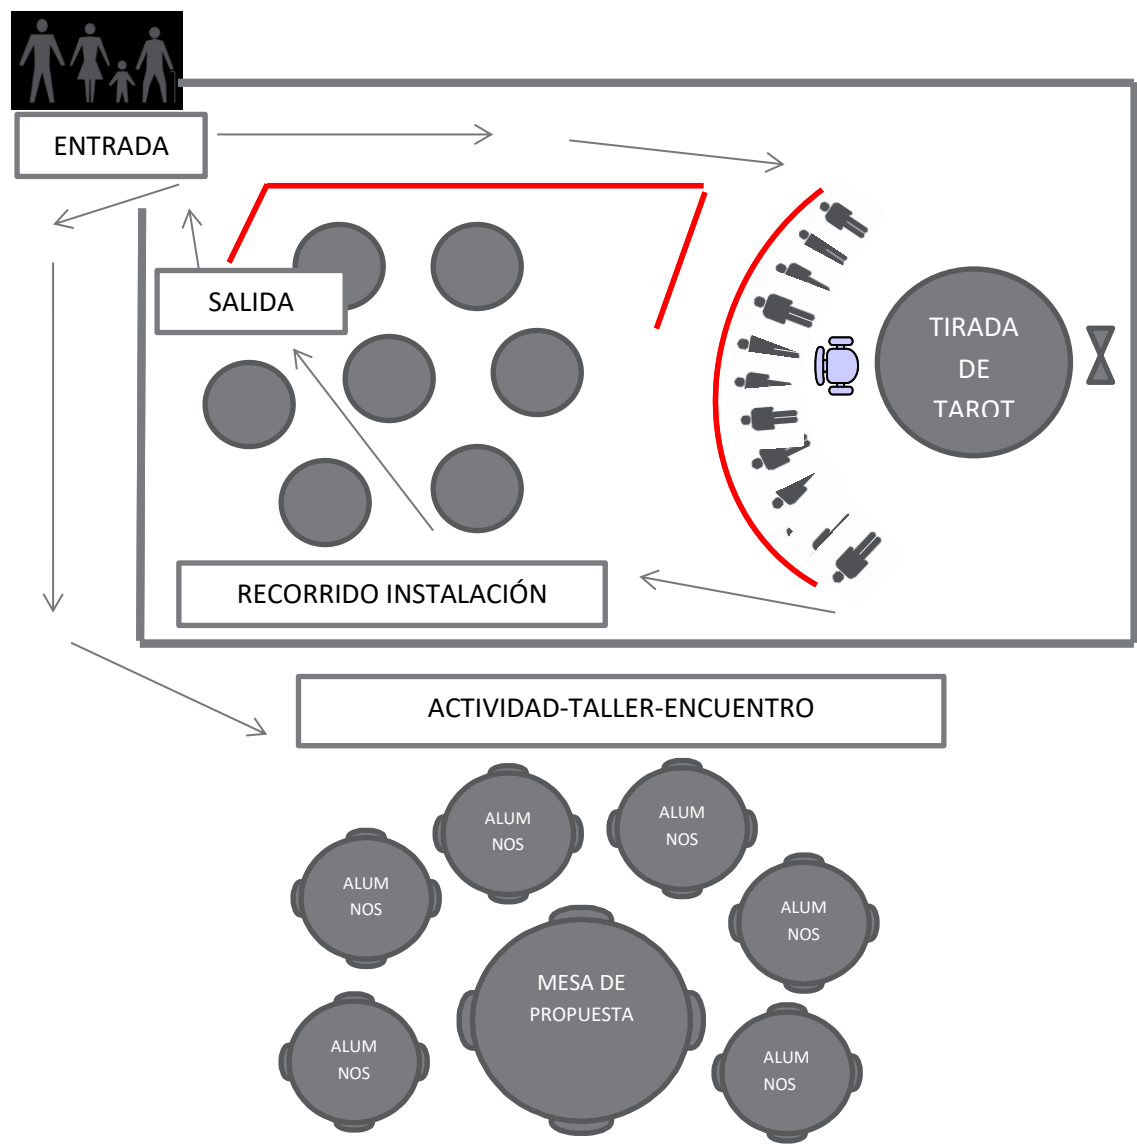 ENTRADA
SALIDA
TIRADA
DE
TAROT
RECORRIDO INSTALACIÓN
ACTIVIDAD-TALLER-ENCUENTRO
ALUM
NOS
ALUM
NOS
ALUM
NOS
ALUM
NOS
MESA DE
PROPUESTA
ALUM
NOS
ALUM
NOS